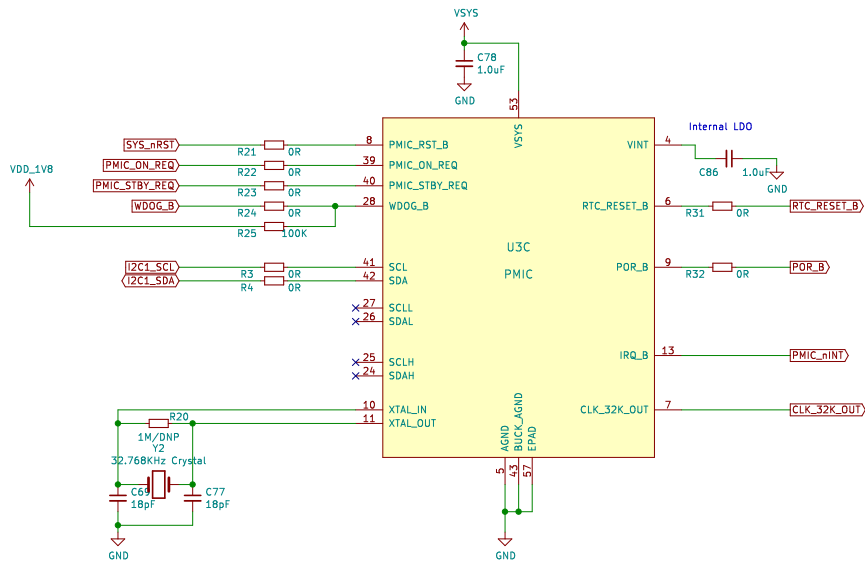 VSYS
C78
1.0uF
GND
53
VSYS
Internal LDO
SYS_nRST
R21
0R
8
PMIC_RST_B
VINT
4
C86
1.0uF
GND
PMIC_ON_REQ
R22
0R
39
PMIC_ON_REQ
VDD_1V8
PMIC_STBY_REQ
R23
0R
40
PMIC_STBY_REQ
WDOG_B
R24
0R
28
WDOG_B
RTC_RESET_B
6
R31
0R
RTC_RESET_B
R25
100K
U3C
PMIC
I2C1_SCL
R3
0R
41
SCL
POR_B
9
R32
0R
POR_B
I2C1_SDA
R4
0R
42
SDA
27
SCLL
26
SDAL
25
SCLH
24
SDAH
IRQ_B
13
PMIC_nINT
10
XTAL_IN
11
XTAL_OUT
CLK_32K_OUT
7
CLK_32K_OUT
R20
1M/DNP
Y2
32.768KHz Crystal
C69
18pF
C77
18pF
GND
AGND
BUCK_AGND
EPAD
5
43
57
GND